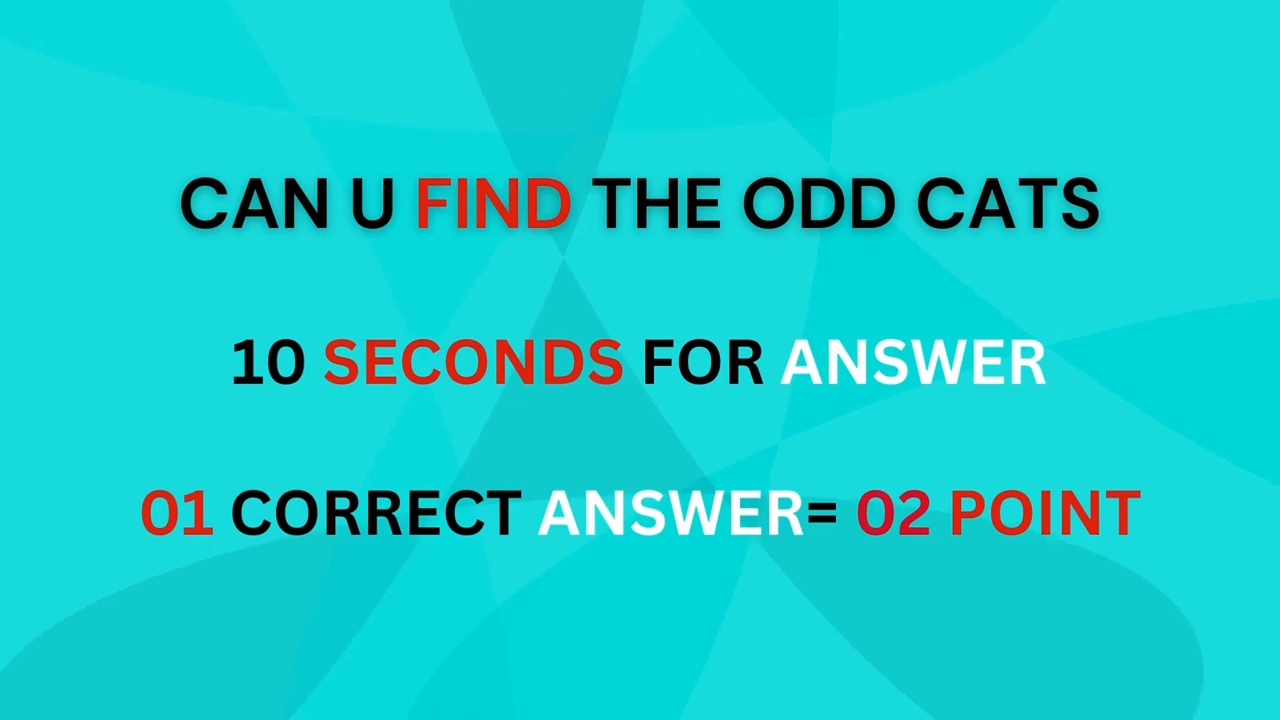 CAN U FIND THE ODD CATS
10 SECONDS FOR ANSWER
01 CORRECT ANSWER= 02 POINT